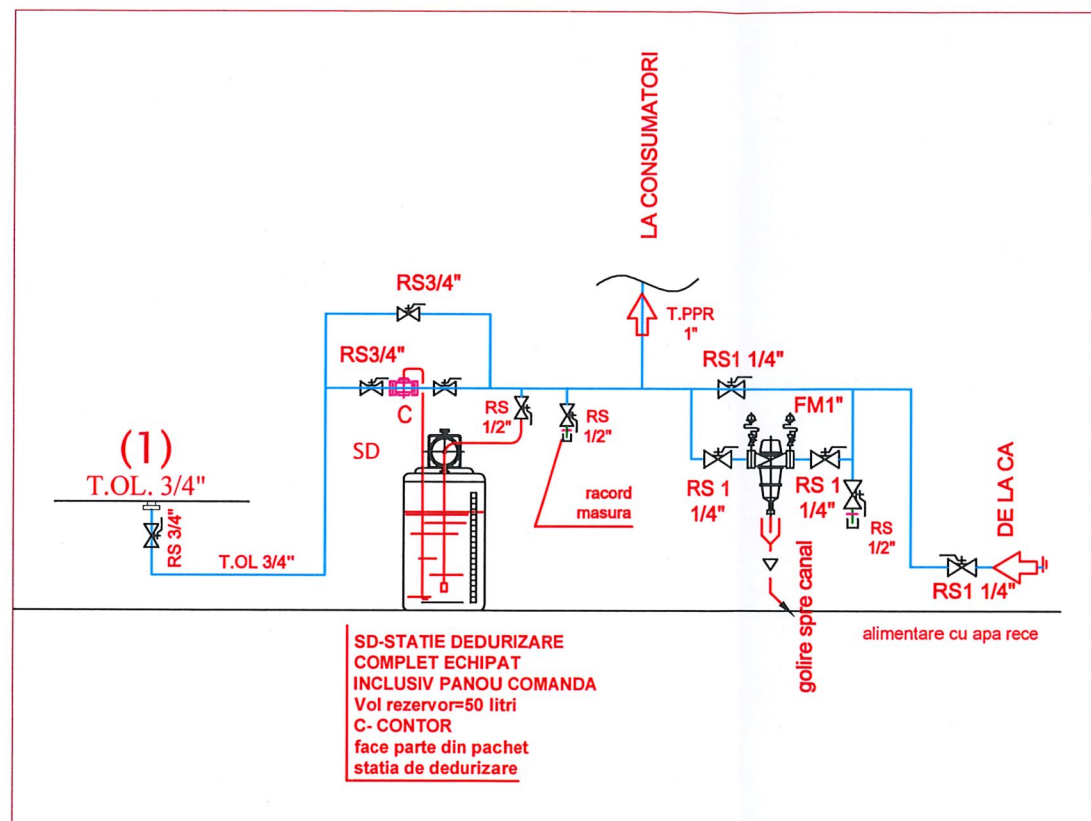 LA CONSUMATORI
RS3/4"
T.PPR
1"
RS3/4"
RS1 1/4"
FM1"
C
RS
1/2"
RS
1/2"
SD
(1)
T.OL. 3/4"
RS 3/4"
T.OL 3/4"
racord
masura
RS 1
1/4"
RS 1
1/4"
RS
1/2"
DE LA CA
RS1 1/4"
golire spre canal
alimentare cu apa rece
SD-STATIE DEDURIZARE
COMPLET ECHIPAT
INCLUSIV PANOU COMANDA
Vol rezervor=50 litri
C- CONTOR
face parte din pachet
statia de dedurizare